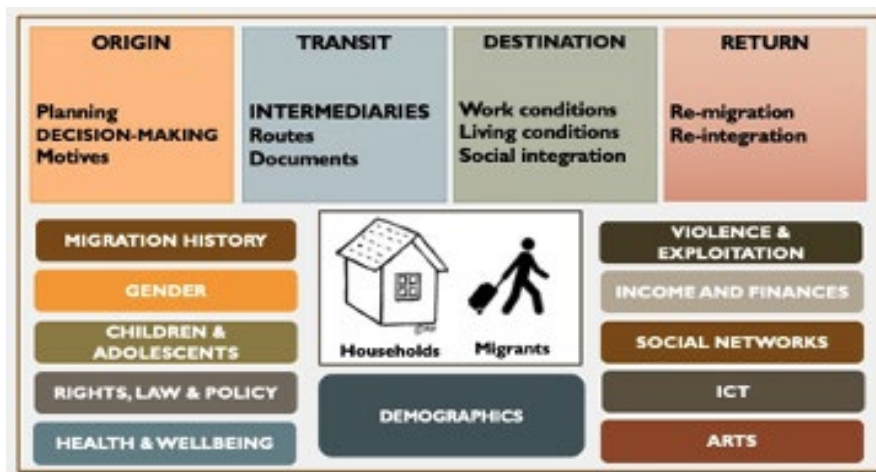 ORIGIN
Planning
DECISION-MAKING
Motives
TRANSIT
INTERMEDIARIES
Routes
Documents
DESTINATION
Work conditions
Living conditions
Social integration
RETURN
Re-migration
Re-integration
MIGRATION HISTORY
GENDER
CHILDREN &
ADOLESCENTS
RIGHTS, LAW & POLICY
HEALTH & WELLBEING
Households
Migrants
DEMOGRAPHICS
VIOLENCE &
EXPLOITATION
INCOME AND FINANCES
SOCIAL NETWORKS
ICT
ARTS